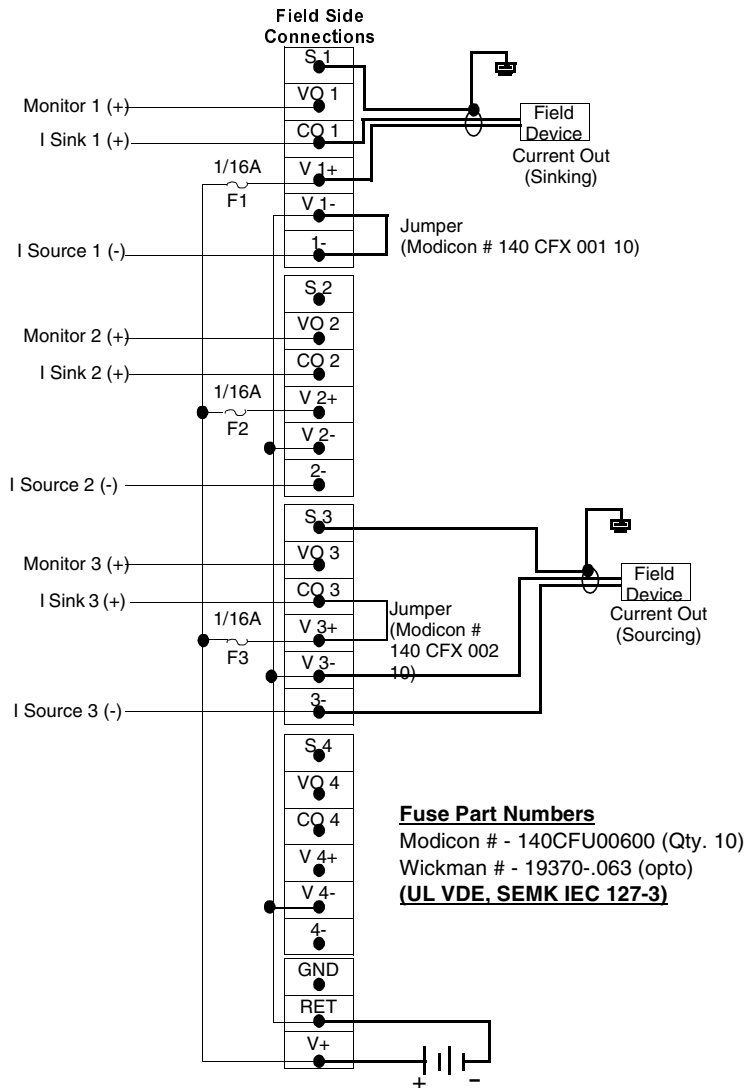 Field Side
Connections
S 1
VO 1
Monitor 1 (+)
CO 1
I Sink 1 (+)
Field
Device
Current Out
(Sinking)
1/16A
V 1+
F1
V 1-
Jumper
(Modicon # 140 CFX 001 10)
1-
I Source 1 (-)
S 2
VO 2
Monitor 2 (+)
CO 2
I Sink 2 (+)
1/16A
V 2+
F2
V 2-
2-
I Source 2 (-)
S 3
VO 3
Monitor 3 (+)
Field
Device
Current Out
(Sourcing)
CO 3
I Sink 3 (+)
Jumper
(Modicon #
140 CFX 002
10)
1/16A
V 3+
F3
V 3-
3-
I Source 3 (-)
S 4
VO 4
CO 4
V 4+
V 4-
4-
Fuse Part Numbers
Modicon # - 140CFU00600 (Qty. 10)
Wickman # - 19370-.063 (opto)
(UL VDE, SEMK IEC 127-3)
GND
RET
V+
+ -